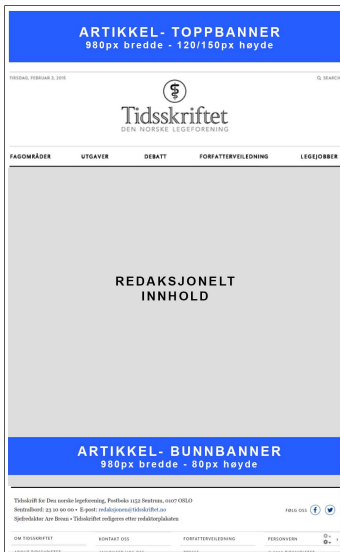 ARTIKKEL- TOPPBANNER
980px bredde - 120/150px høyde
TIRSDAG, FEBRUAR 3, 2015
SEARCH
Tidsskriftet
DEN NORSKE LEGEFORENING
FAGOMRÅDER UTGAVER DEBATT FORFATTERVEILEDNING LEGEJOBBER
REDAKSJONELT
INNHOLD
ARTIKKEL- BUNNBANNER
980px bredde - 80px høyde
Tidsskrift for Den norske legeforening, Postboks 1152 Sentrum, 0107 OSLO
Sentralbord: 23 10 90 00 • E-post: redaksjonen@tidsskriftet.no
Sjefredaktør Are Brean • Tidsskriftet redigeres etter redaktørplakaten
FØLG OSS
OM TIDSSKRIFTET KONTAKT OSS FORFATTERVEILEDNING PERSONVERN